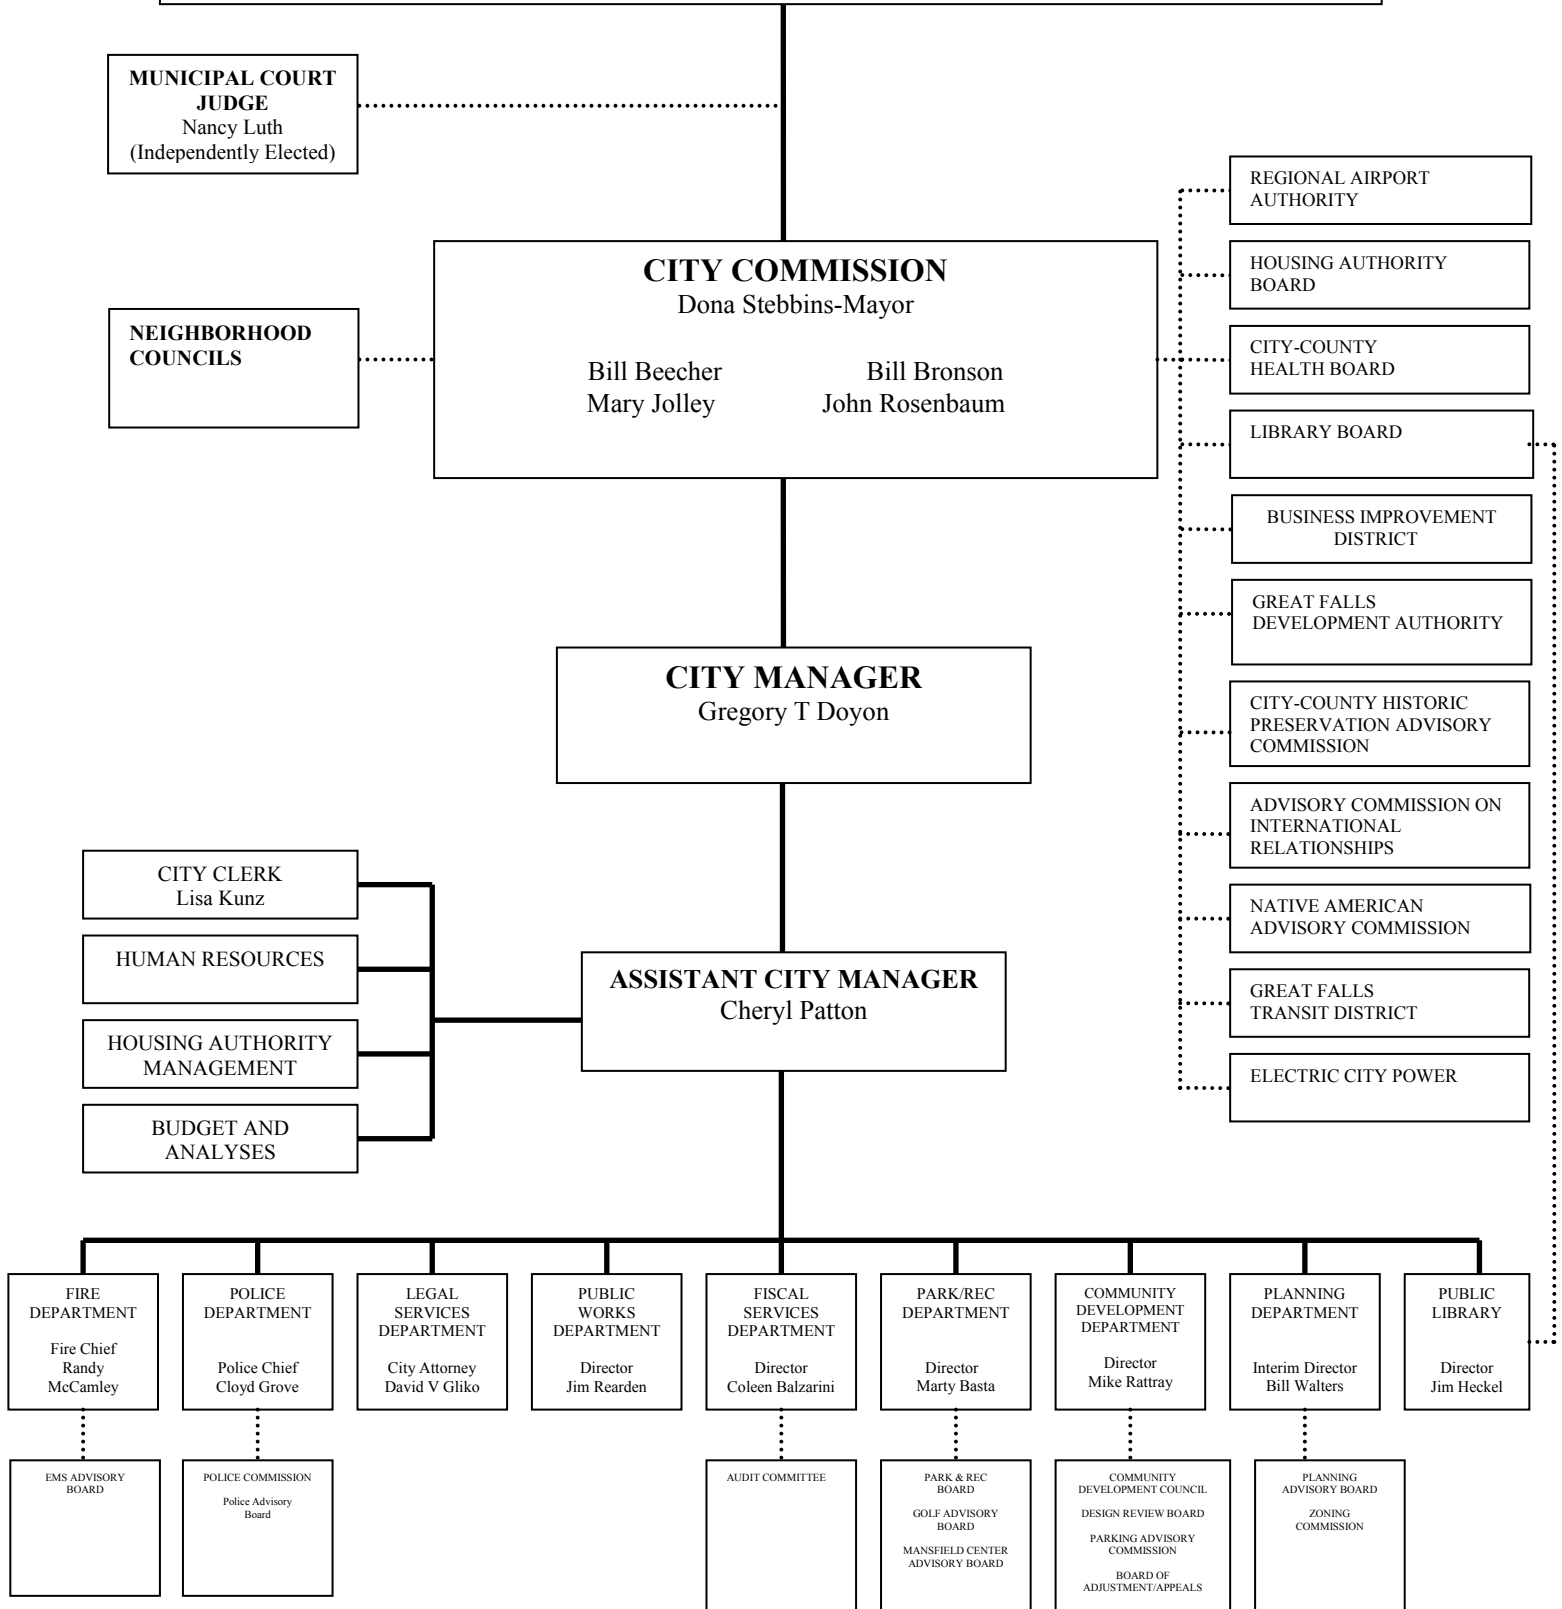 MUNICIPAL COURT
JUDGE
Nancy Luth
(Independently Elected)
REGIONAL AIRPORT
AUTHORITY
CITY COMMISSION
Dona Stebbins-Mayor
Bill Beecher Bill Bronson
Mary Jolley John Rosenbaum
HOUSING AUTHORITY
BOARD
NEIGHBORHOOD
COUNCILS
CITY-COUNTY
HEALTH BOARD
LIBRARY BOARD
BUSINESS IMPROVEMENT
DISTRICT
GREAT FALLS
DEVELOPMENT AUTHORITY
CITY MANAGER
Gregory T Doyon
CITY-COUNTY HISTORIC
PRESERVATION ADVISORY
COMMISSION
ADVISORY COMMISSION ON
INTERNATIONAL
RELATIONSHIPS
CITY CLERK
Lisa Kunz
NATIVE AMERICAN
ADVISORY COMMISSION
HUMAN RESOURCES
ASSISTANT CITY MANAGER
Cheryl Patton
GREAT FALLS
TRANSIT DISTRICT
HOUSING AUTHORITY
MANAGEMENT
ELECTRIC CITY POWER
BUDGET AND
ANALYSES
FIRE
DEPARTMENT
Fire Chief
Randy
McCamley
POLICE
DEPARTMENT
Police Chief
Cloyd Grove
LEGAL
SERVICES
DEPARTMENT
City Attorney
David V Gliko
PUBLIC
WORKS
DEPARTMENT
Director
Jim Rearden
FISCAL
SERVICES
DEPARTMENT
Director
Coleen Balzarini
PARK/REC
DEPARTMENT
Director
Marty Basta
COMMUNITY
DEVELOPMENT
DEPARTMENT
Director
Mike Rattray
PLANNING
DEPARTMENT
Interim Director
Bill Walters
PUBLIC
LIBRARY
Director
Jim Heckel
EMS ADVISORY
BOARD
POLICE COMMISSION
Police Advisory
Board
AUDIT COMMITTEE
PARK & REC
BOARD
GOLF ADVISORY
BOARD
MANSFIELD CENTER
ADVISORY BOARD
COMMUNITY
DEVELOPMENT COUNCIL
DESIGN REVIEW BOARD
PARKING ADVISORY
COMMISSION
BOARD OF
ADJUSTMENT/APPEALS
PLANNING
ADVISORY BOARD
ZONING
COMMISSION